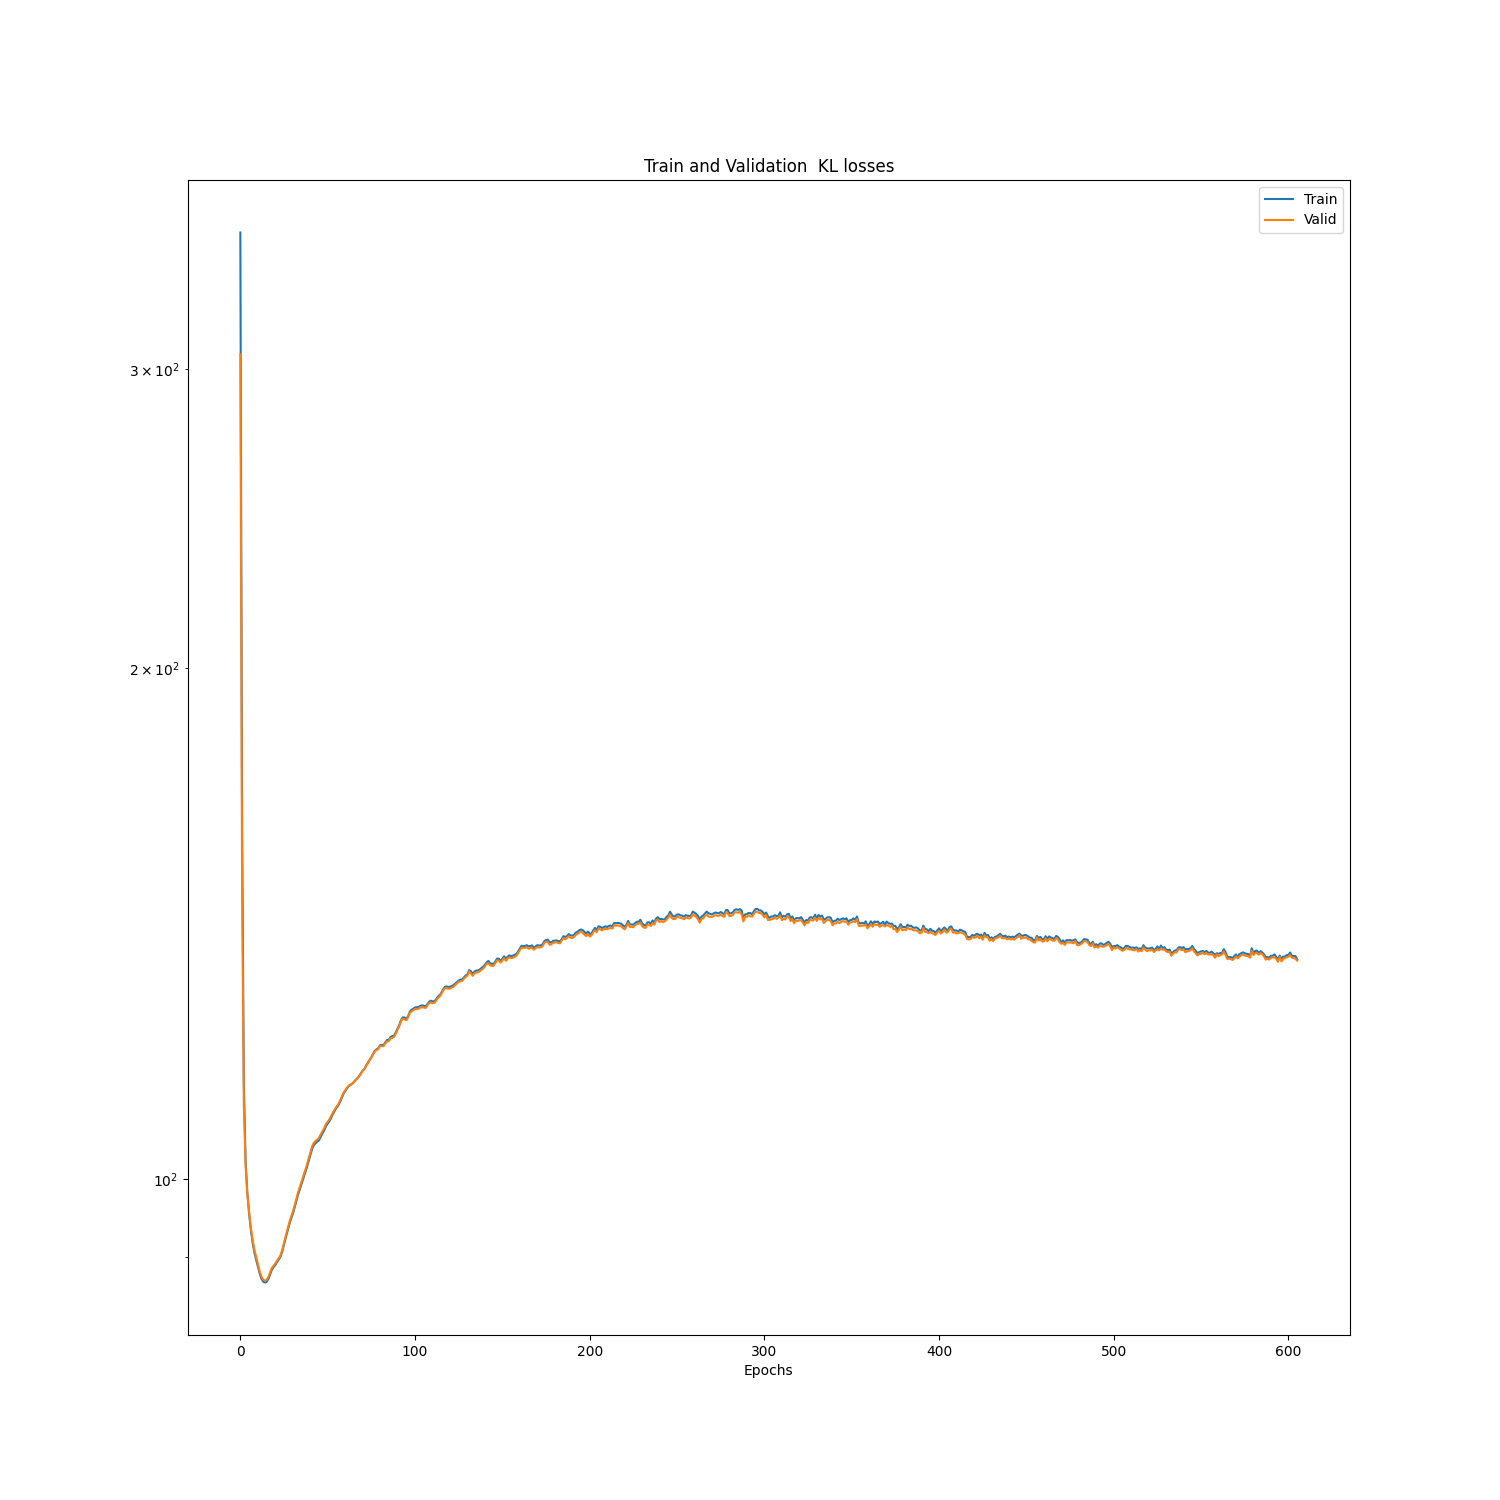 Train and Validation  KL losses
Train
Valid
3 × 10²
2 × 10²
10²
0 100 200 300 400 500 600
Epochs